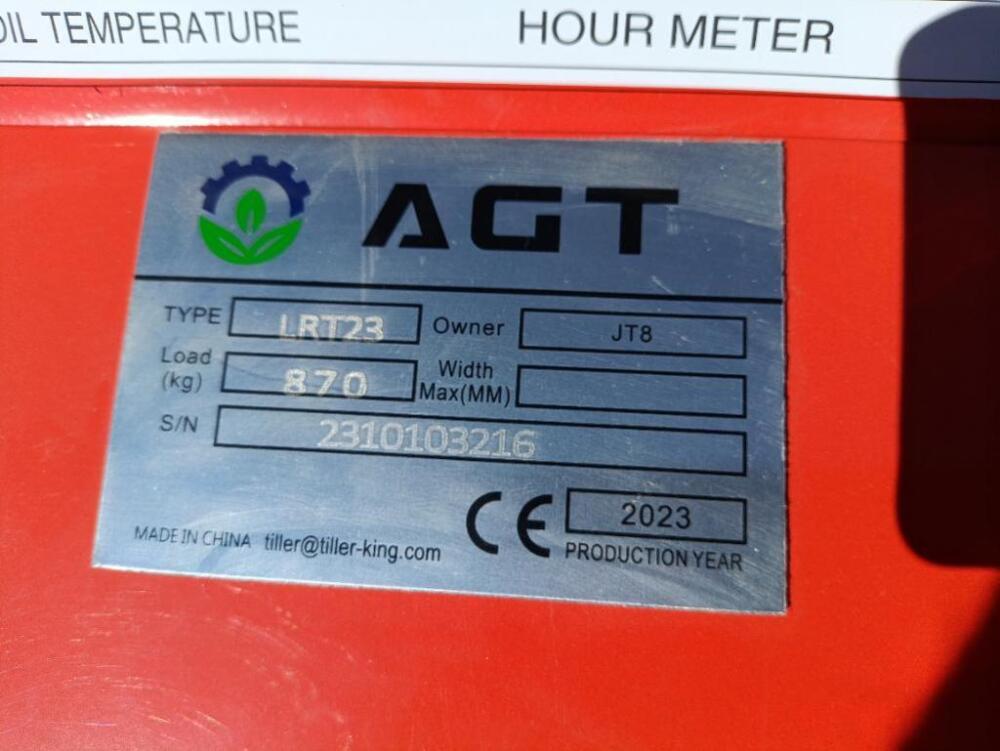 OIL TEMPERATURE HOUR METER
AGT
TYPE LRT23 Owner JT8
Load (kg) 870 Width Max(MM)
S/N 2310103216
CE 2023
MADE IN CHINA tiller@tiller-king.com PRODUCTION YEAR